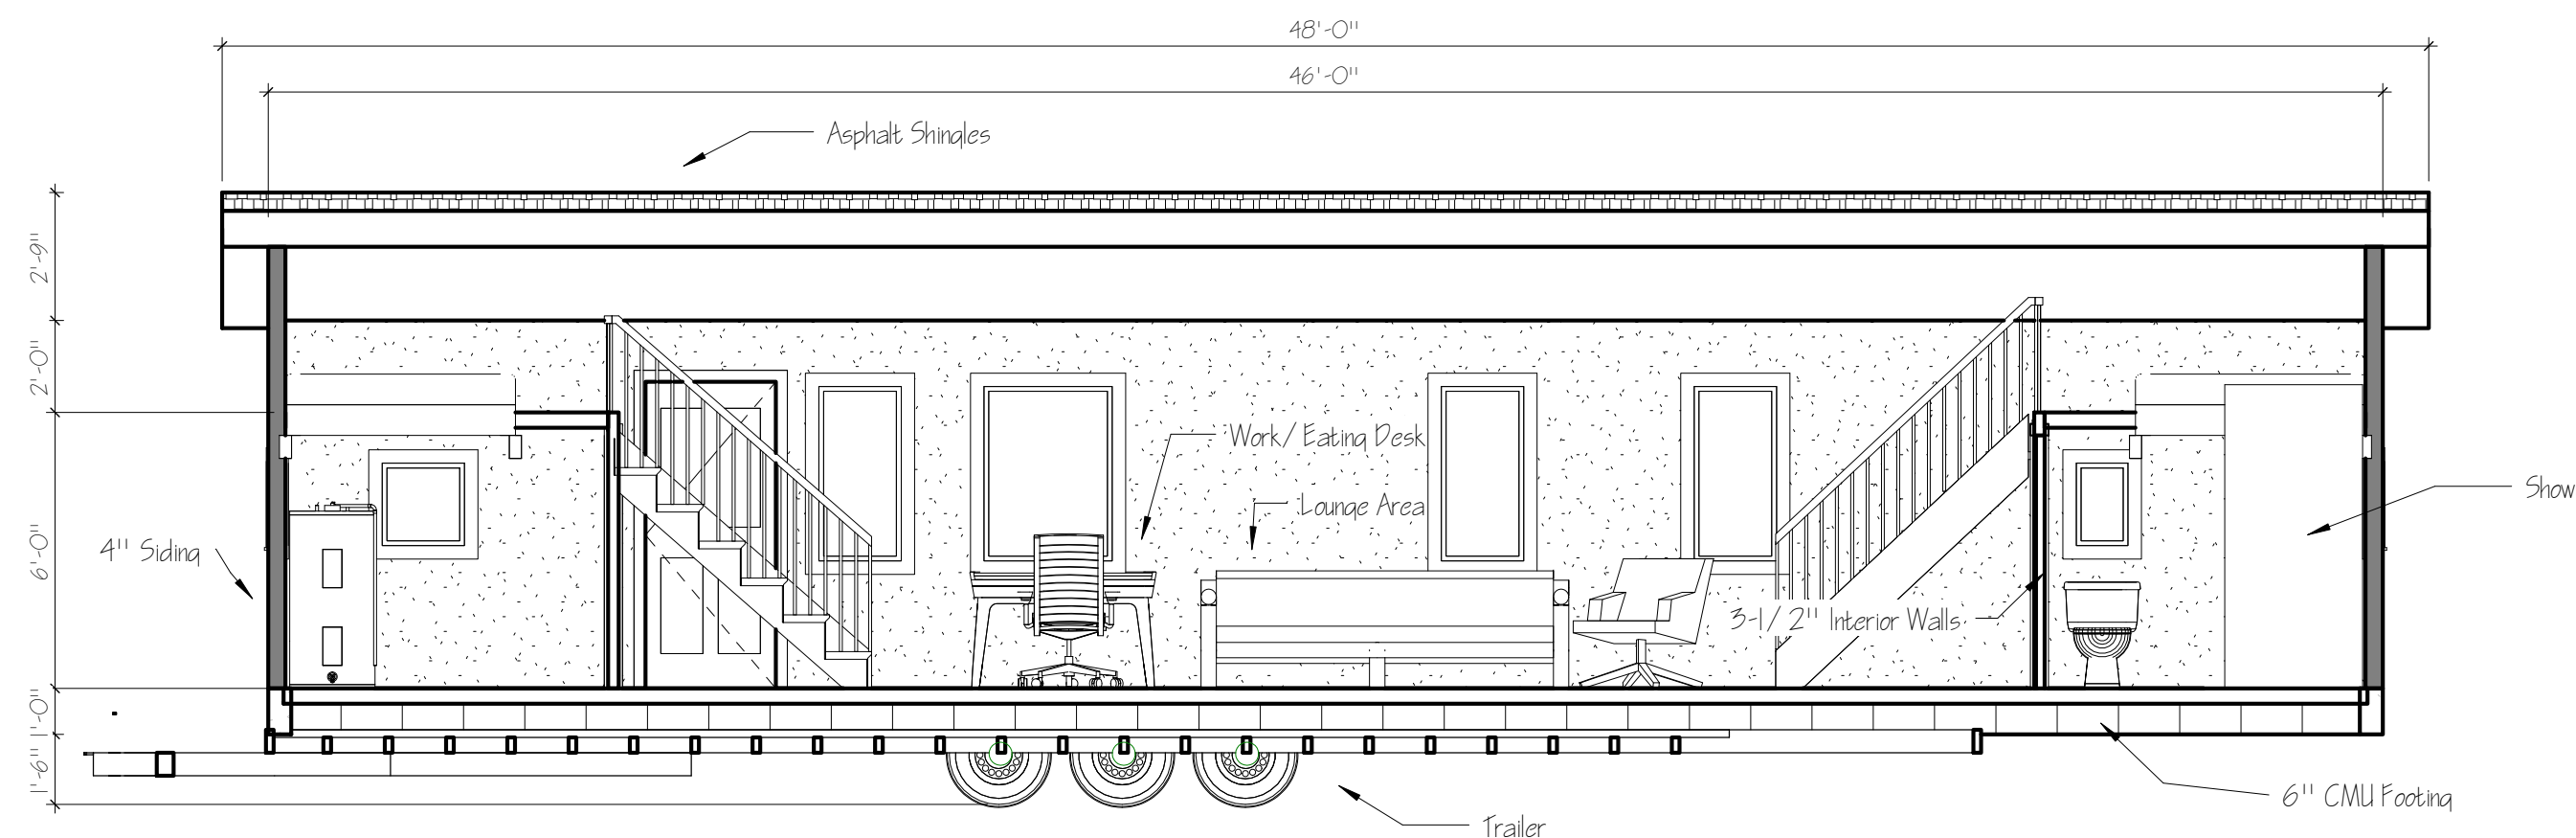 48'-0"
46'-0"
Asphalt Shingles
2'-9"
2'-0"
6'-0"
1'-0"
1'-6"
4" Siding
Work/ Eating Desk
Lounge Area
3-1/2" Interior Walls
Show
6" CMU Footing
Trailer